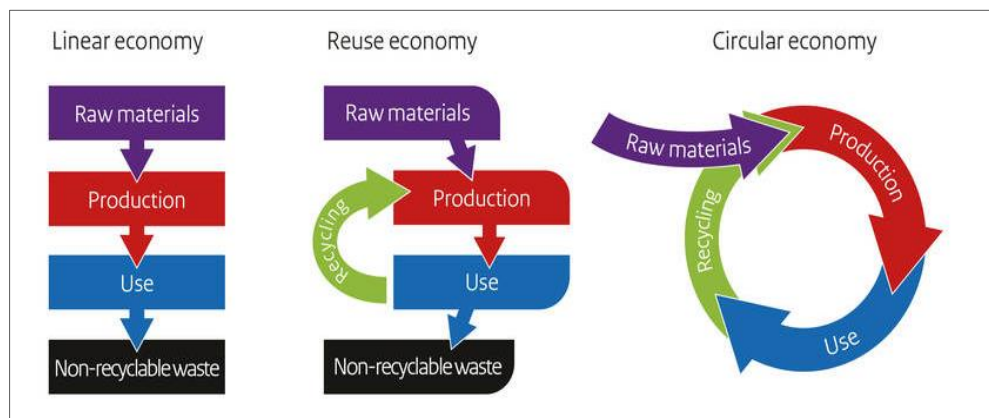 Linear economy
Raw materials
Production
Use
Non-recyclable waste
Reuse economy
Raw materials
Production
Recycling
Use
Non-recyclable waste
Circular economy
Raw materials
Production
Use
Recycling